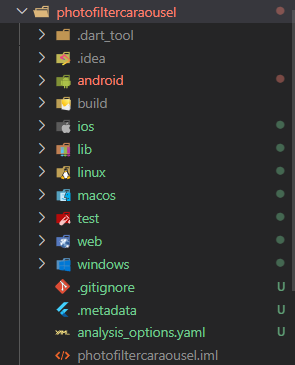 photofiltercaraousel
.dart_tool
.idea
android
build
ios
lib
linux
macos
test
web
windows
.gitignore U
.metadata U
analysis_options.yaml U
photofiltercaraousel.iml